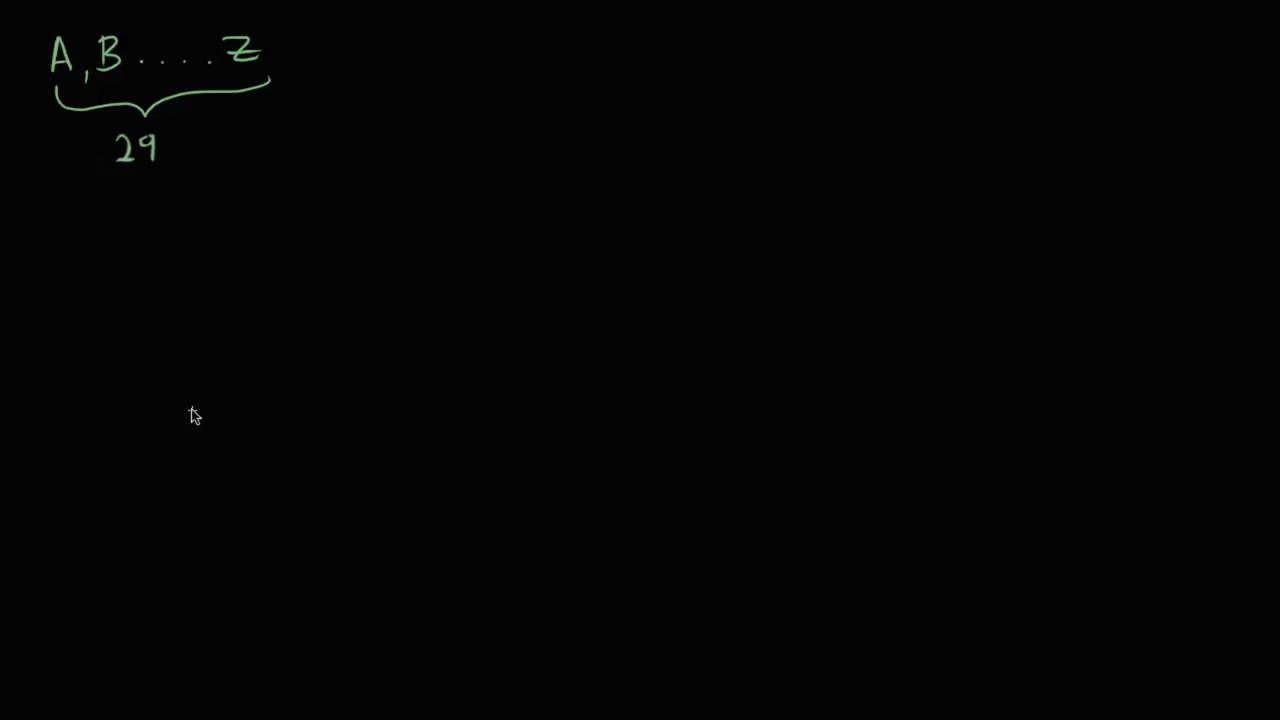 A, B . . . . Z
29